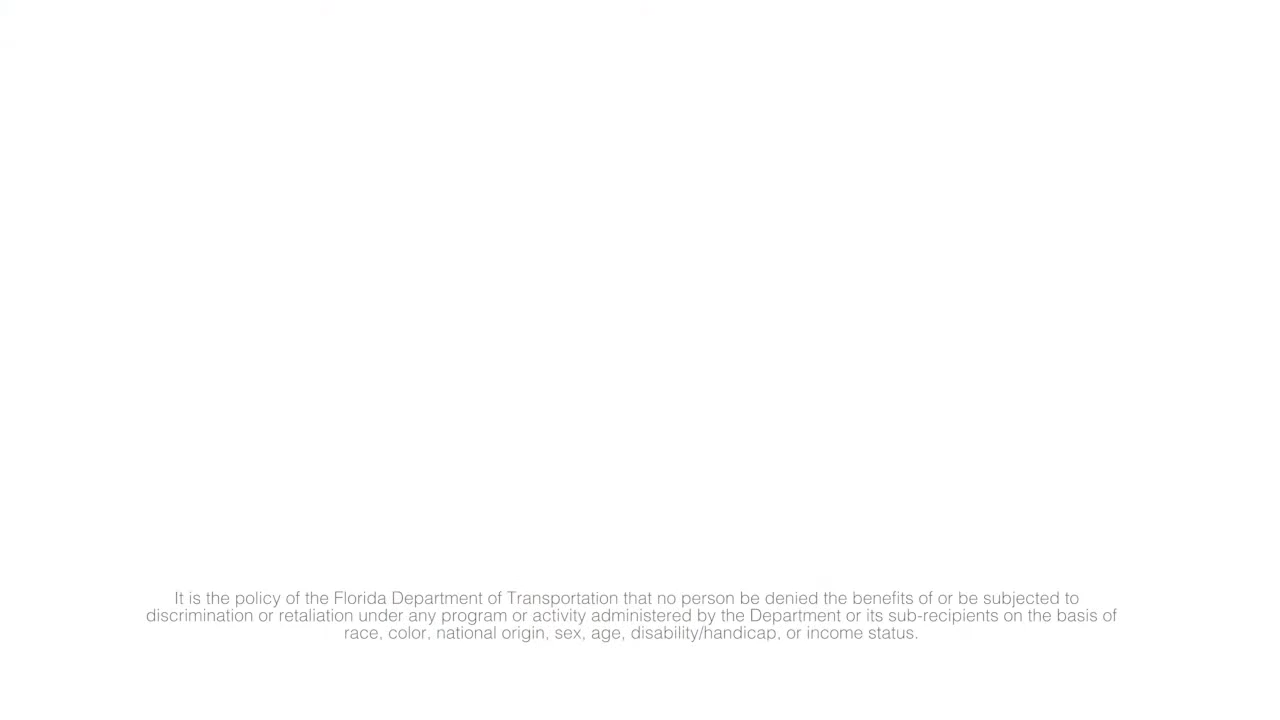 It is the policy of the Florida Department of Transportation that no person be denied the benefits of or be subjected to
discrimination or retaliation under any program or activity administered by the Department or its sub-recipients on the basis of
race, color, national origin, sex, age, disability/handicap, or income status.